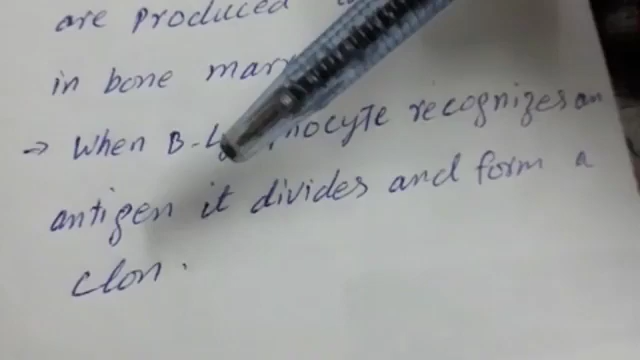 are produced
in bone
→ When B- recognizes an
antigen it divides and form a
clon.